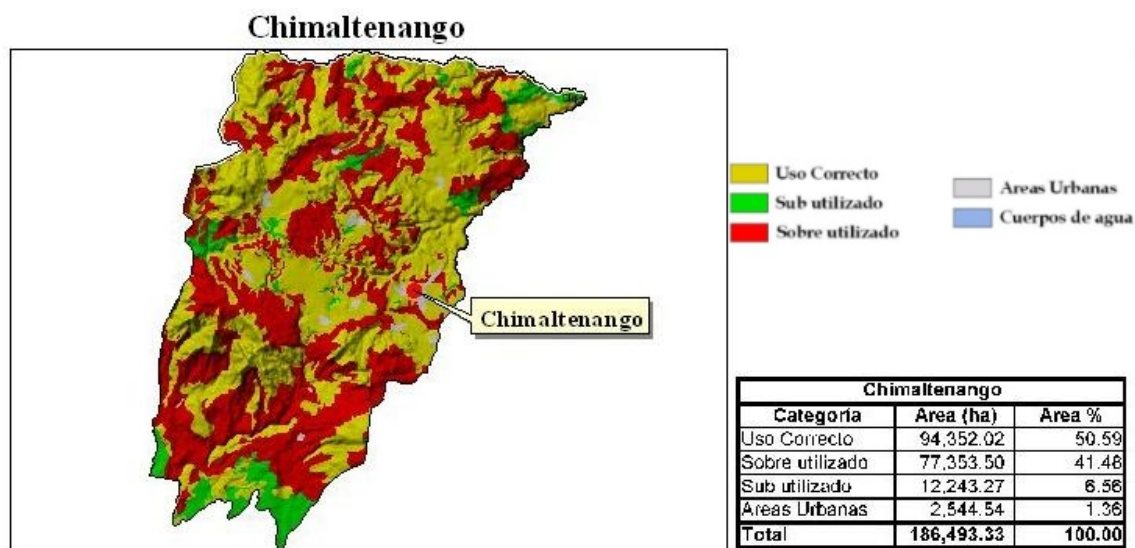 Chimaltenango
Uso Correcto
Sub utilizado
Sobre utilizado
Areas Urbanas
Cuerpos de agua
Chimaltenango
Chimaltenango
Categoría Area (ha) Area %
Uso Correcto 94,352.02 50.59
Sobre utilizado 77,353.50 41.48
Sub utilizado 12,243.27 6.56
Areas Urbanas 2,544.54 1.36
Total 186,493.33 100.00